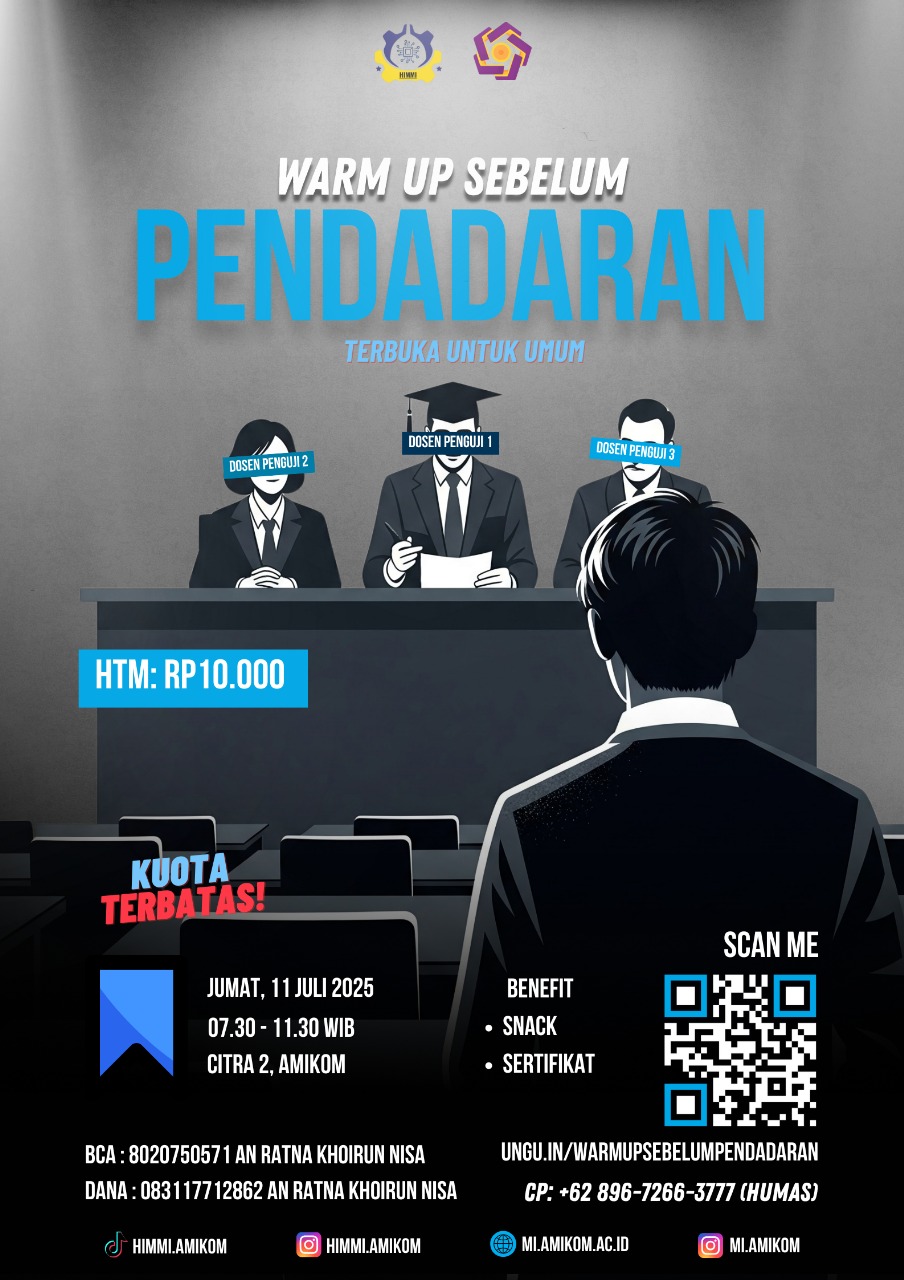 HIMMI
WARM UP SEBELUM
PENDADARAN
TERBUKA UNTUK UMUM
DOSEN PENGUJI 2
DOSEN PENGUJI 1
DOSEN PENGUJI 3
HTM: RP10.000
KUOTA
TERBATAS!
JUMAT, 11 JULI 2025
07.30 - 11.30 WIB
CITRA 2, AMIKOM
BENEFIT
• SNACK
• SERTIFIKAT
SCAN ME
UNGU.IN/WARMUPSEBELUMPENDADARAN
CP: +62 896-7266-3777 (HUMAS)
BCA : 8020750571 AN RATNA KHOIRUN NISA
DANA : 083117712862 AN RATNA KHOIRUN NISA
HIMMI.AMIKOM
HIMMI.AMIKOM
MI.AMIKOM.AC.ID
MI.AMIKOM